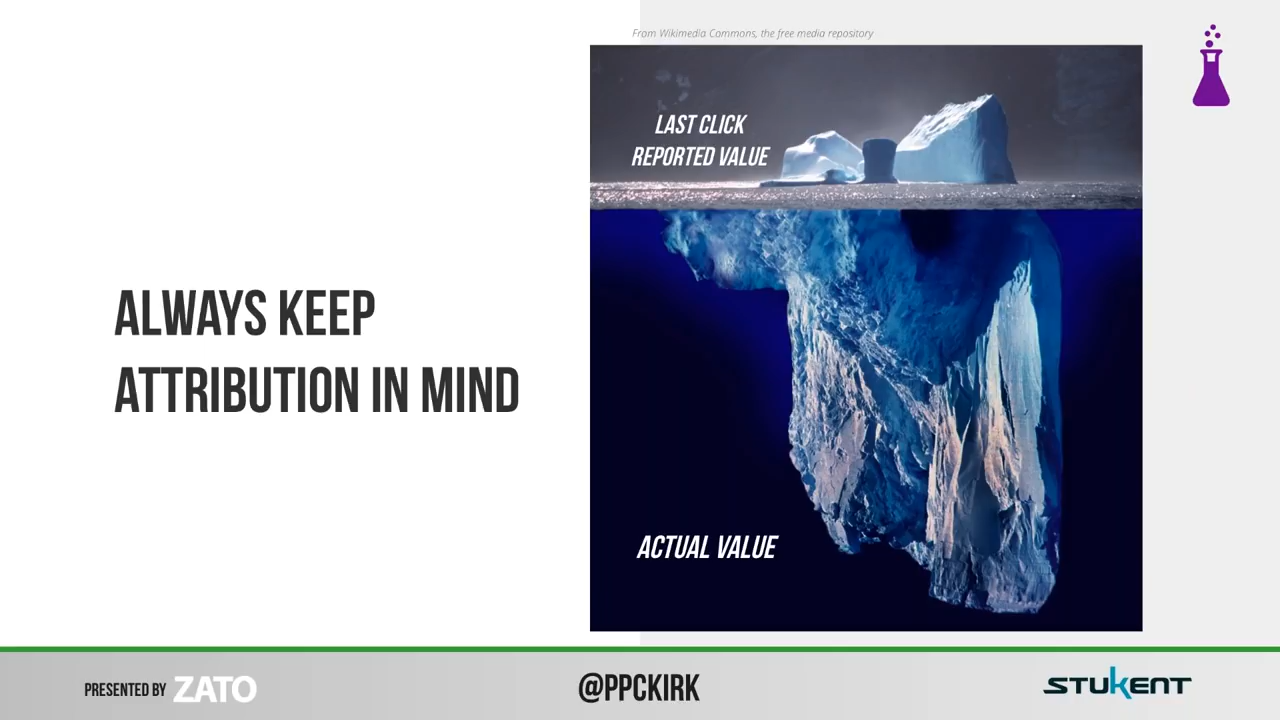 From Wikimedia Commons, the free media repository
LAST CLICK
REPORTED VALUE
ALWAYS KEEP
ATTRIBUTION IN MIND
ACTUAL VALUE
PRESENTED BY ZATO
@PPCKIRK
STUKENT